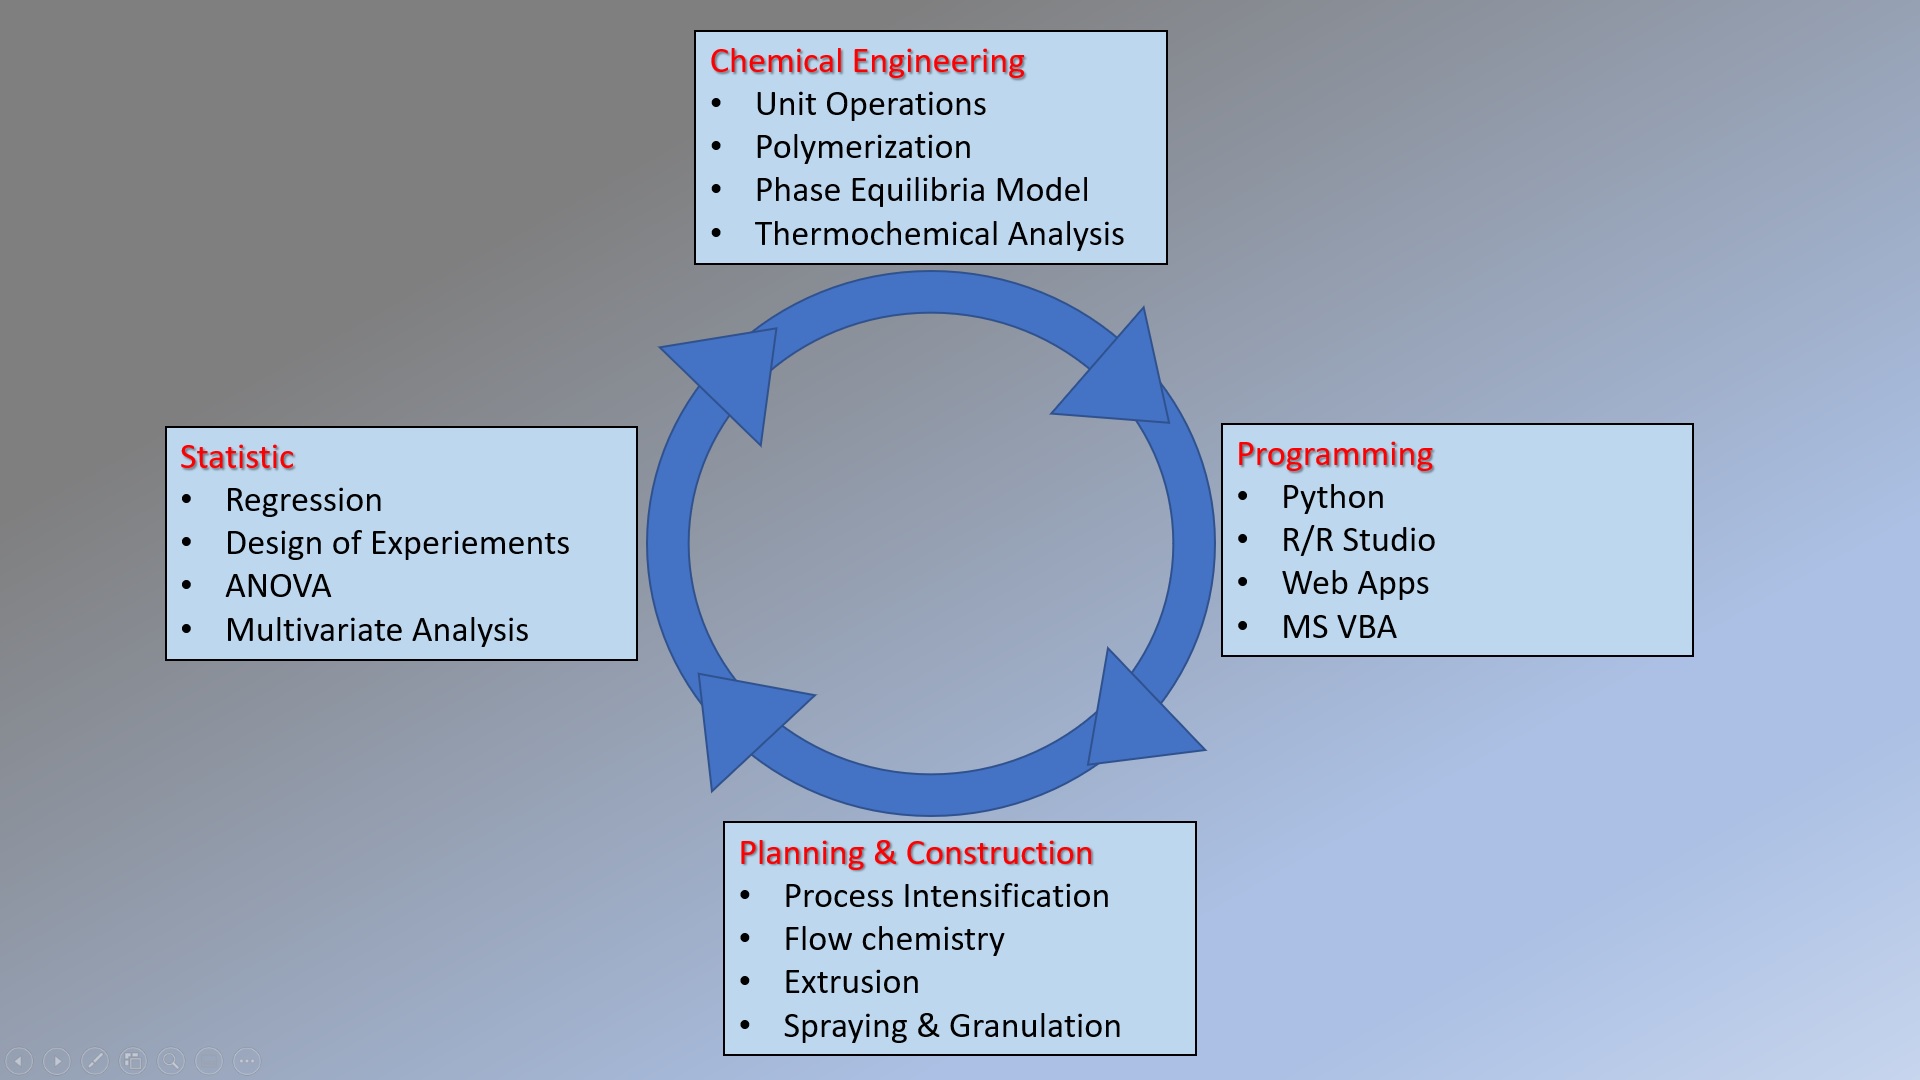 Chemical Engineering
• Unit Operations
• Polymerization
• Phase Equilibria Model
• Thermochemical Analysis
Statistic
• Regression
• Design of Experiements
• ANOVA
• Multivariate Analysis
Programming
• Python
• R/R Studio
• Web Apps
• MS VBA
Planning & Construction
• Process Intensification
• Flow chemistry
• Extrusion
• Spraying & Granulation